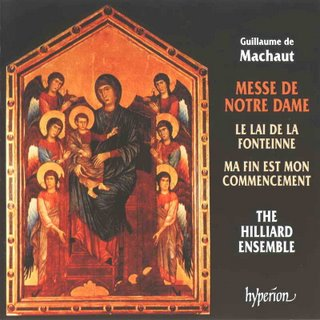 Guillaume de
Machaut
MESSE DE
NOTRE DAME
LE LAI DE LA
FONTEINNE
MA FIN EST MON
COMMENCEMENT
THE
HILLIARD
ENSEMBLE
hyperion